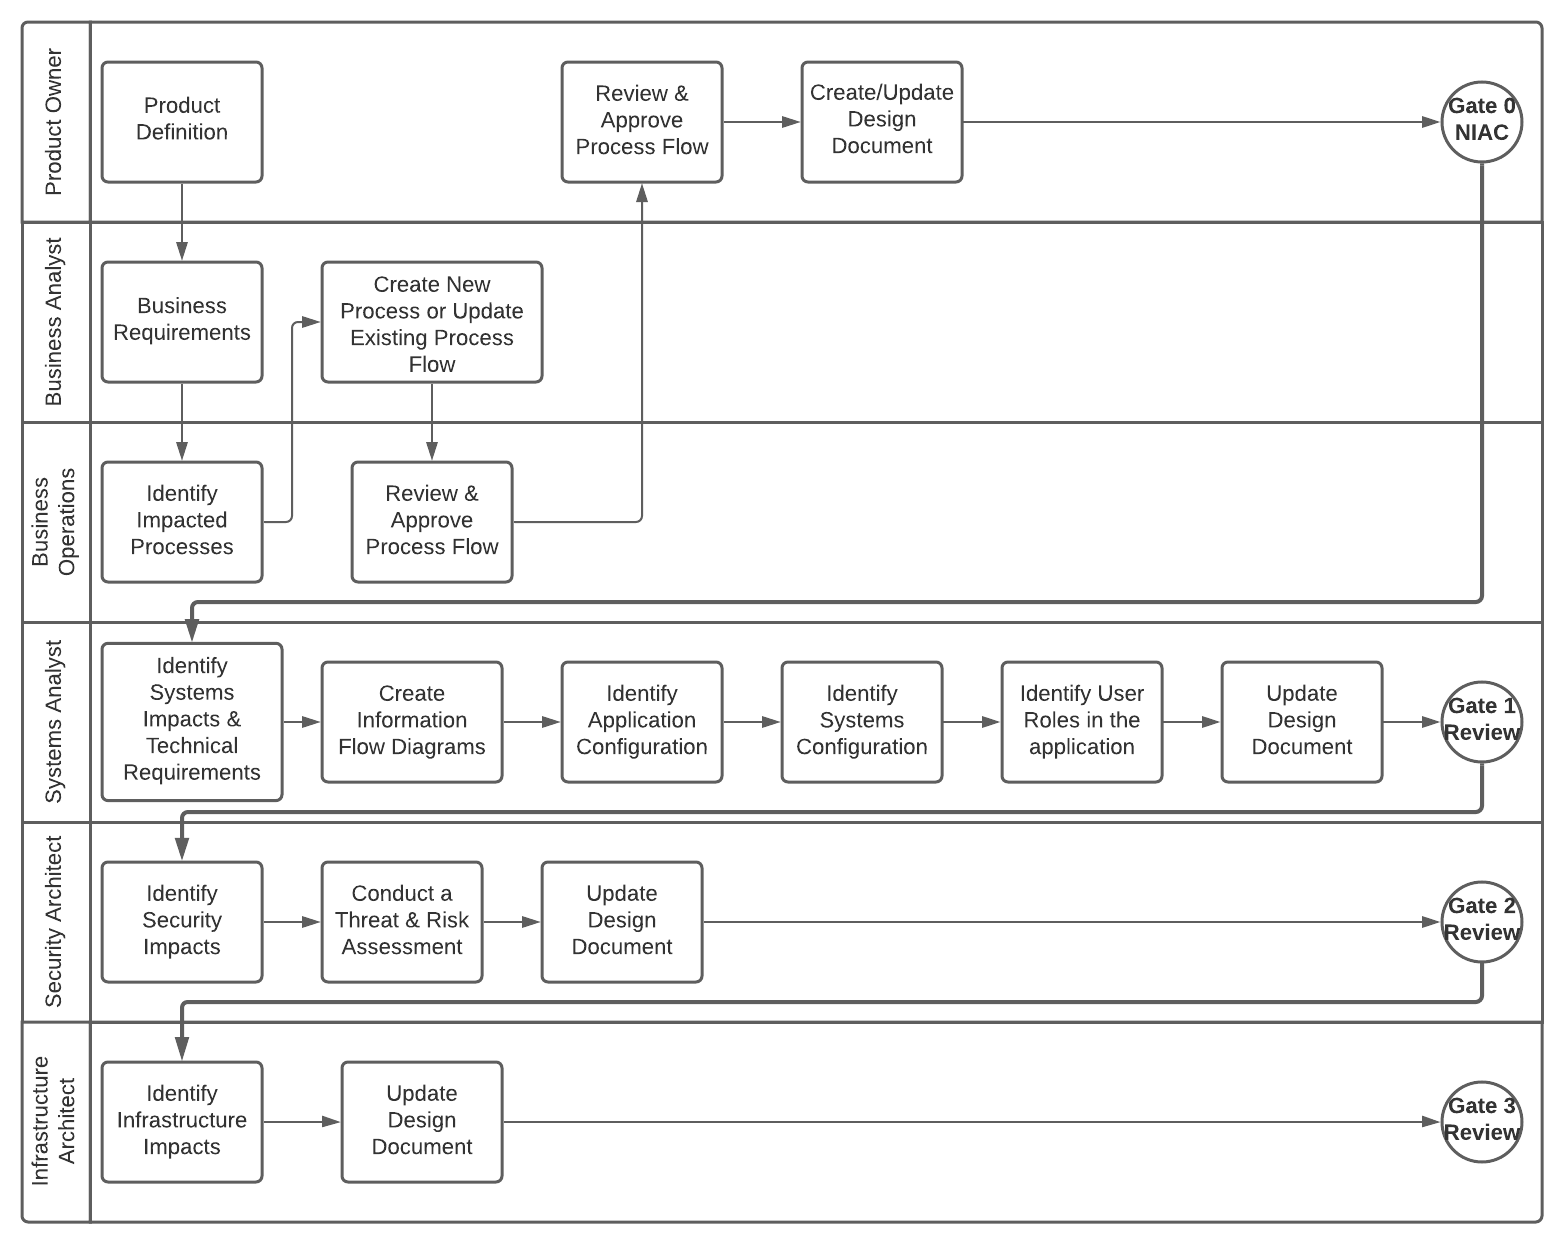 Product Owner
Product
Definition
Review &
Approve
Process Flow
Create/Update
Design
Document
Gate 0
NIAC
Business Analyst
Business
Requirements
Create New
Process or Update
Existing Process
Flow
Business
Operations
Identify
Impacted
Processes
Review &
Approve
Process Flow
Systems Analyst
Identify
Systems
Impacts &
Technical
Requirements
Create
Information
Flow Diagrams
Identify
Application
Configuration
Identify
Systems
Configuration
Identify User
Roles in the
application
Update
Design
Document
Gate 1
Review
Security Architect
Identify
Security
Impacts
Conduct a
Threat & Risk
Assessment
Update
Design
Document
Gate 2
Review
Infrastructure
Architect
Identify
Infrastructure
Impacts
Update
Design
Document
Gate 3
Review